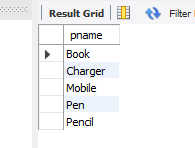 Result Grid Filter
pname
Book
Charger
Mobile
Pen
Pencil